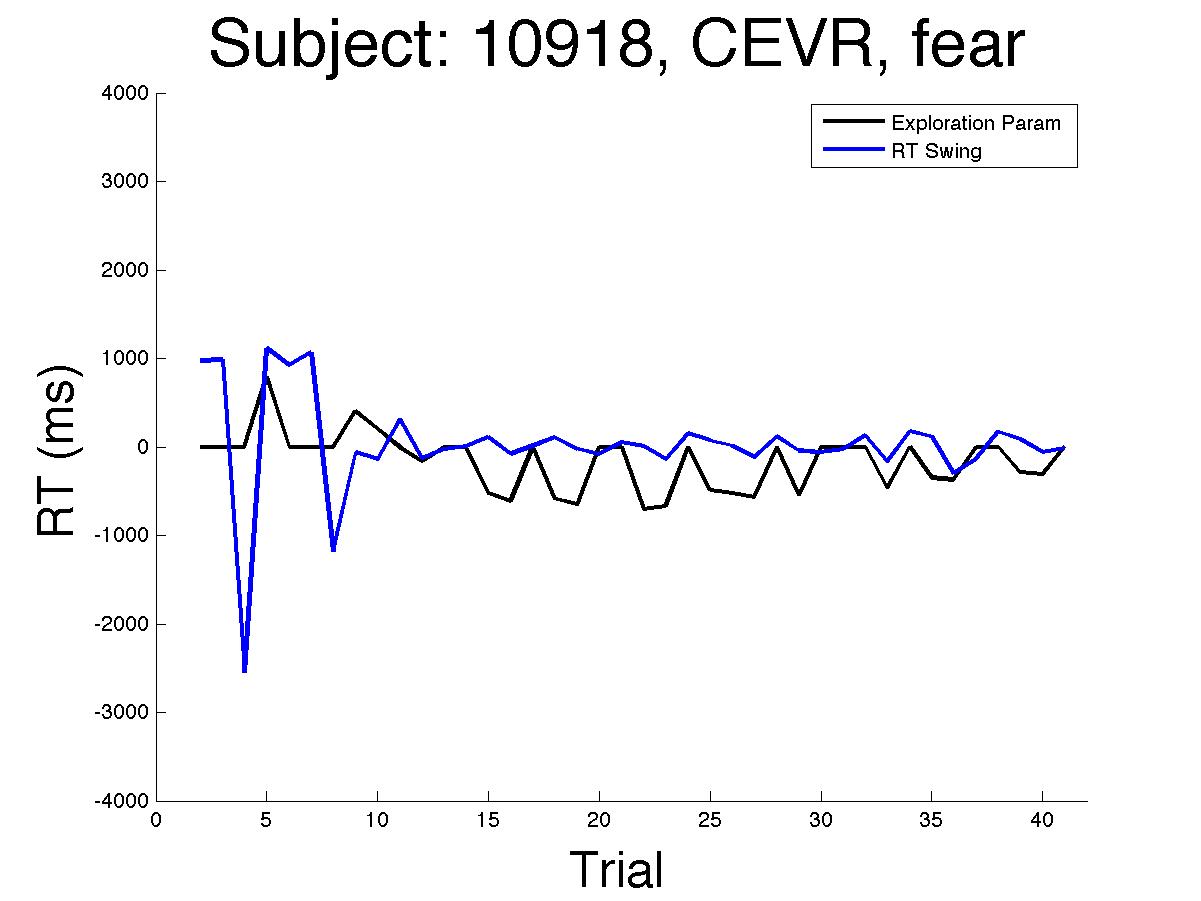 Subject: 10918, CEVR, fear
Exploration Param
RT Swing
4000
3000
2000
1000
0
-1000
-2000
-3000
-4000
RT (ms)
0 5 10 15 20 25 30 35 40
Trial